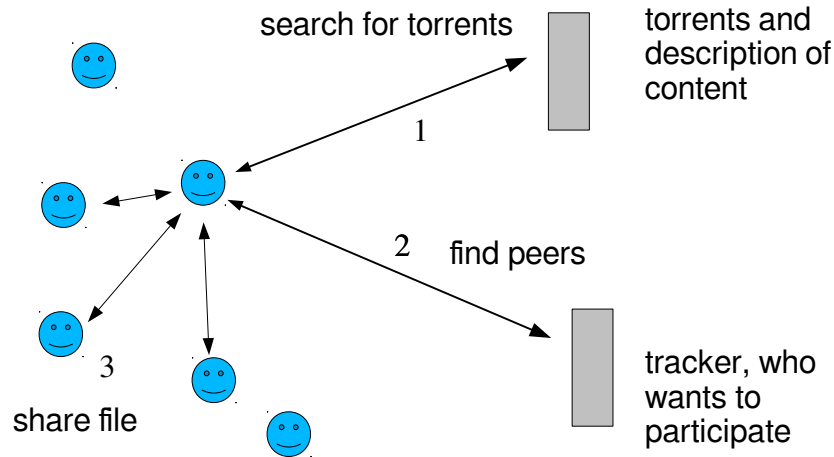 search for torrents
torrents and
description of
content
1
2
find peers
3
share file
tracker, who
wants to
participate